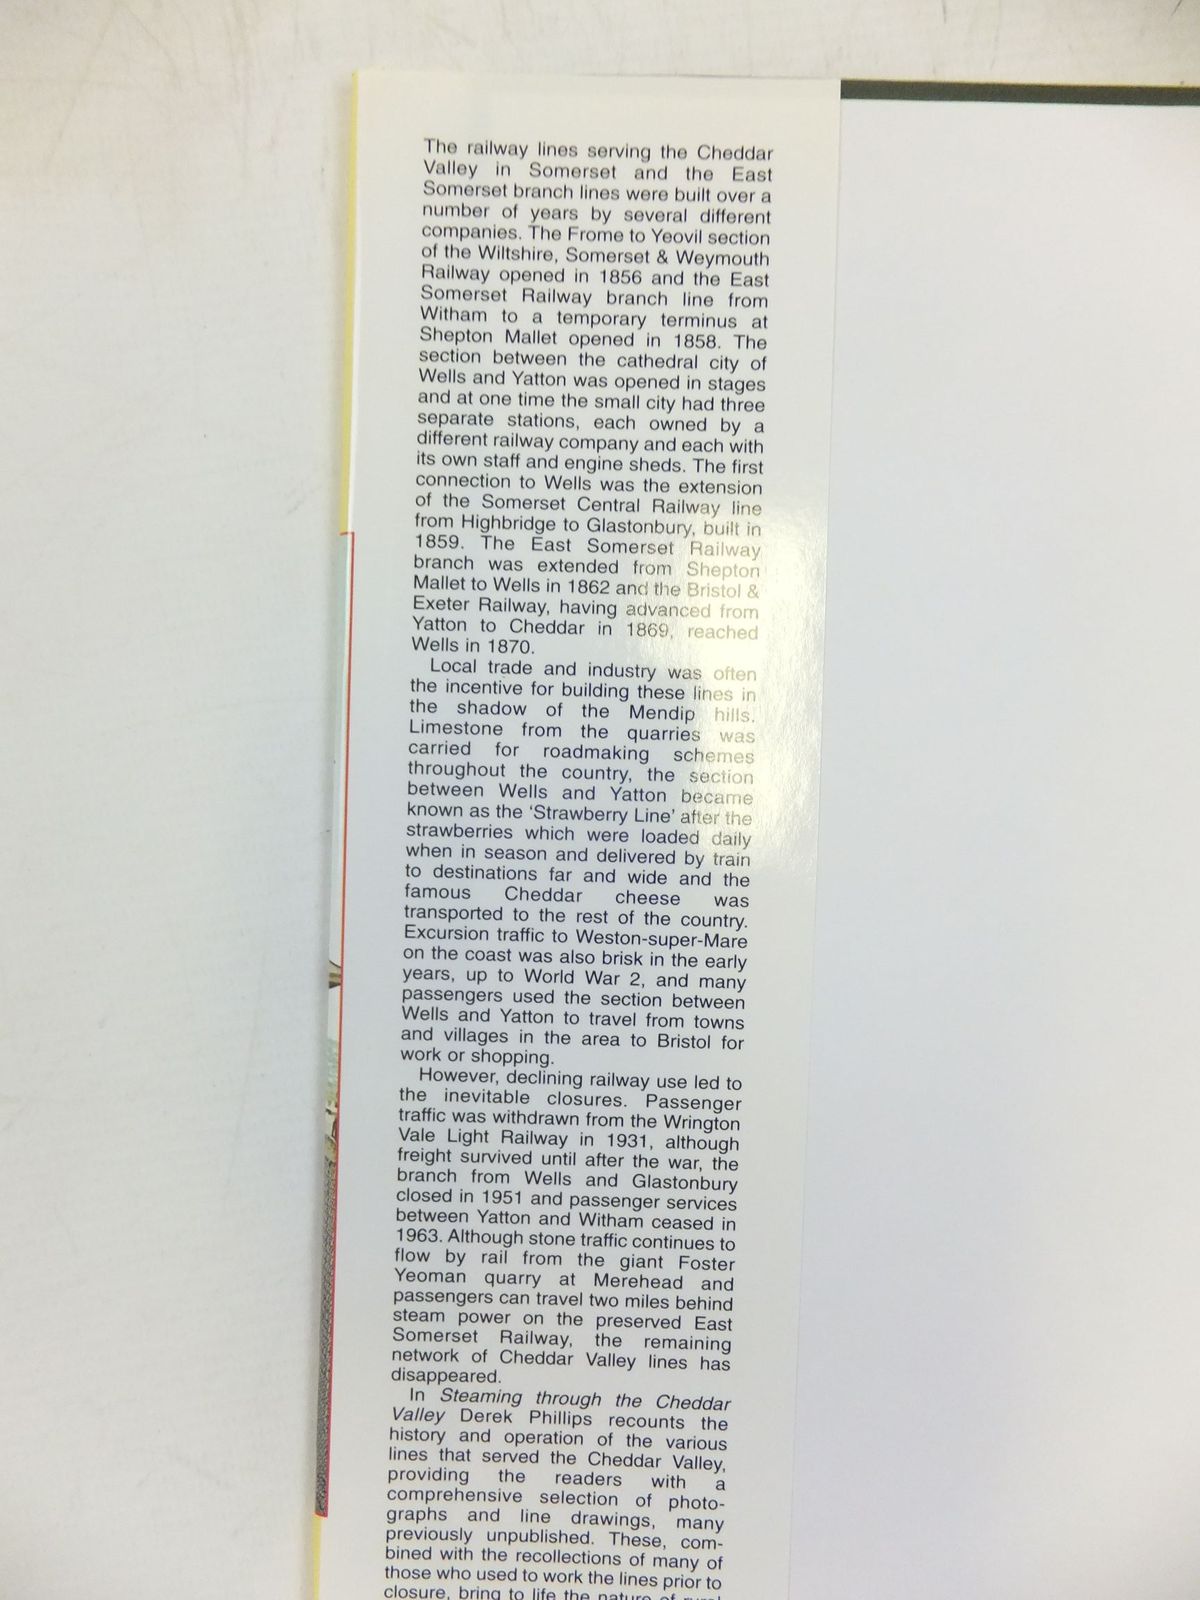 The railway lines serving the Cheddar
Valley in Somerset and the East
Somerset branch lines were built over a
number of years by several different
companies. The Frome to Yeovil section
of the Wiltshire, Somerset & Weymouth
Railway opened in 1856 and the East
Somerset Railway branch line from
Witham to a temporary terminus at
Shepton Mallet opened in 1858. The
section between the cathedral city of
Wells and Yatton was opened in stages
and at one time the small city had three
separate stations, each owned by a
different railway company and each with
its own staff and engine sheds. The first
connection to Wells was the extension
of the Somerset Central Railway line
from Highbridge to Glastonbury, built in
1859. The East Somerset Railway
branch was extended from Shepton
Mallet to Wells in 1862 and the Bristol &
Exeter Railway, having advanced from
Yatton to Cheddar in 1869, reached
Wells in 1870.
Local trade and industry was often
the incentive for building these lines in
the shadow of the Mendip hills.
Limestone from the quarries was
carried for roadmaking schemes
throughout the country, the section
between Wells and Yatton became
known as the ‘Strawberry Line’ after the
strawberries which were loaded daily
when in season and delivered by train
to destinations far and wide and the
famous Cheddar cheese was
transported to the rest of the country.
Excursion traffic to Weston-super-Mare
on the coast was also brisk in the early
years, up to World War 2, and many
passengers used the section between
Wells and Yatton to travel from towns
and villages in the area to Bristol for
work or shopping.
However, declining railway use led to
the inevitable closures. Passenger
traffic was withdrawn from the Wrington
Vale Light Railway in 1931, although
freight survived until after the war, the
branch from Wells and Glastonbury
closed in 1951 and passenger services
between Yatton and Witham ceased in
1963. Although stone traffic continues to
flow by rail from the giant Foster
Yeoman quarry at Merehead and
passengers can travel two miles behind
steam power on the preserved East
Somerset Railway, the remaining
network of Cheddar Valley lines has
disappeared.
In Steaming through the Cheddar
Valley Derek Phillips recounts the
history and operation of the various
lines that served the Cheddar Valley,
providing the readers with a
comprehensive selection of photo-
graphs and line drawings, many
previously unpublished. These, com-
bined with the recollections of many of
those who used to work the lines prior to
closure, bring to life the nature of rural